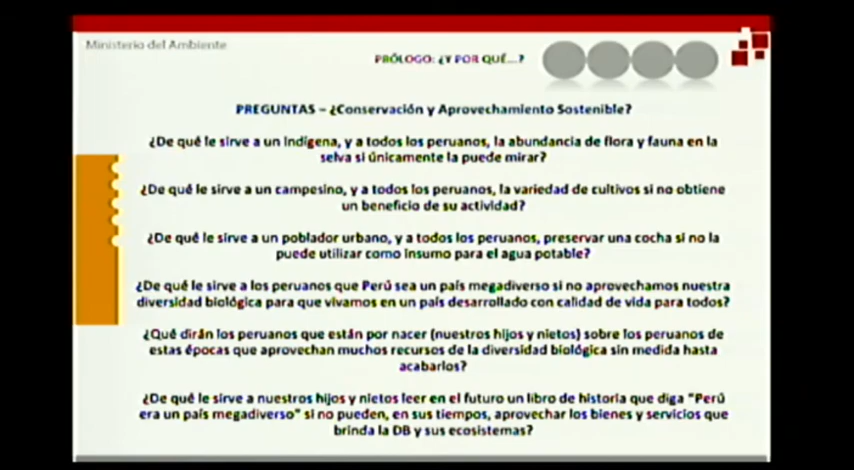 Ministerio del Ambiente
PRÓLOGO: ¿Y POR QUÉ...?
PREGUNTAS – ¿Conservación y Aprovechamiento Sostenible?
¿De qué le sirve a un indígena, y a todos los peruanos, la abundancia de flora y fauna en la
selva si únicamente la puede mirar?
¿De qué le sirve a un campesino, y a todos los peruanos, la variedad de cultivos si no obtiene
un beneficio de su actividad?
¿De qué le sirve a un poblador urbano, y a todos los peruanos, preservar una cocha si no la
puede utilizar como insumo para el agua potable?
¿De qué le sirve a los peruanos que Perú sea un país megadiverso si no aprovechamos nuestra
diversidad biológica para que vivamos en un país desarrollado con calidad de vida para todos?
¿Qué dirán los peruanos que están por nacer (nuestros hijos y nietos) sobre los peruanos de
estas épocas que aprovechan muchos recursos de la diversidad biológica sin medida hasta
acabarlos?
¿De qué le sirve a nuestros hijos y nietos leer en el futuro un libro de historia que diga "Perú
era un país megadiverso" si no pueden, en sus tiempos, aprovechar los bienes y servicios que
brinda la DB y sus ecosistemas?